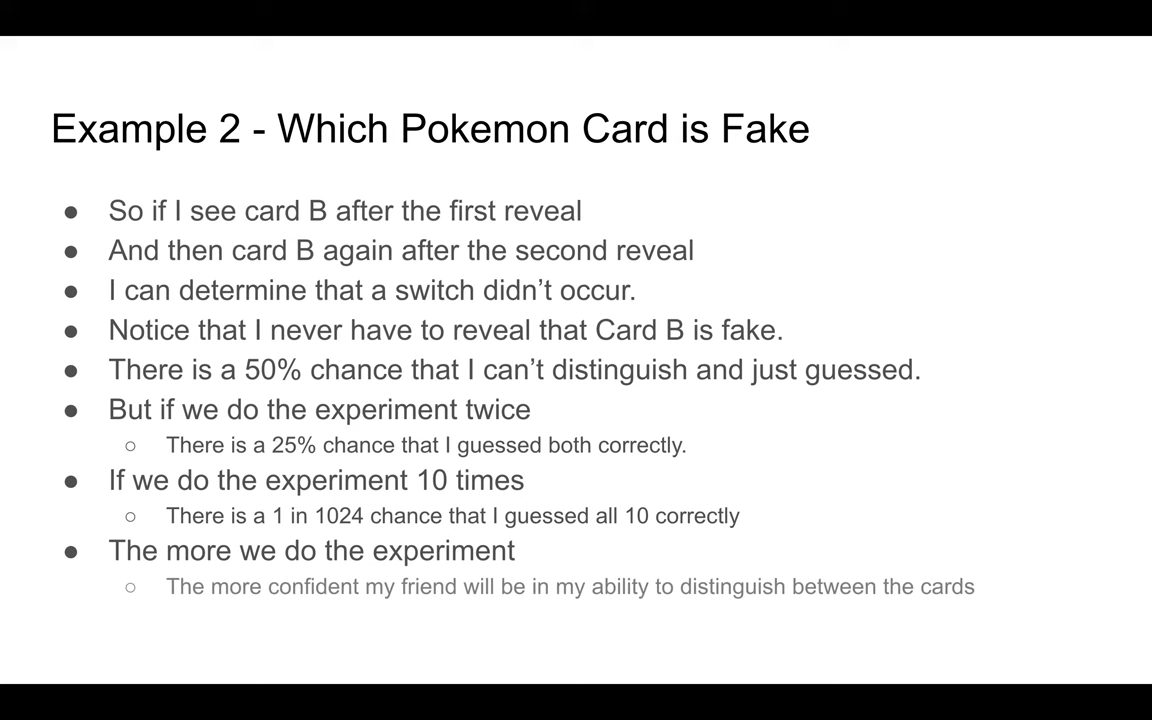 Example 2 - Which Pokemon Card is Fake
● So if I see card B after the first reveal
● And then card B again after the second reveal
● I can determine that a switch didn’t occur.
● Notice that I never have to reveal that Card B is fake.
● There is a 50% chance that I can’t distinguish and just guessed.
● But if we do the experiment twice
○ There is a 25% chance that I guessed both correctly.
● If we do the experiment 10 times
○ There is a 1 in 1024 chance that I guessed all 10 correctly
● The more we do the experiment
○ The more confident my friend will be in my ability to distinguish between the cards